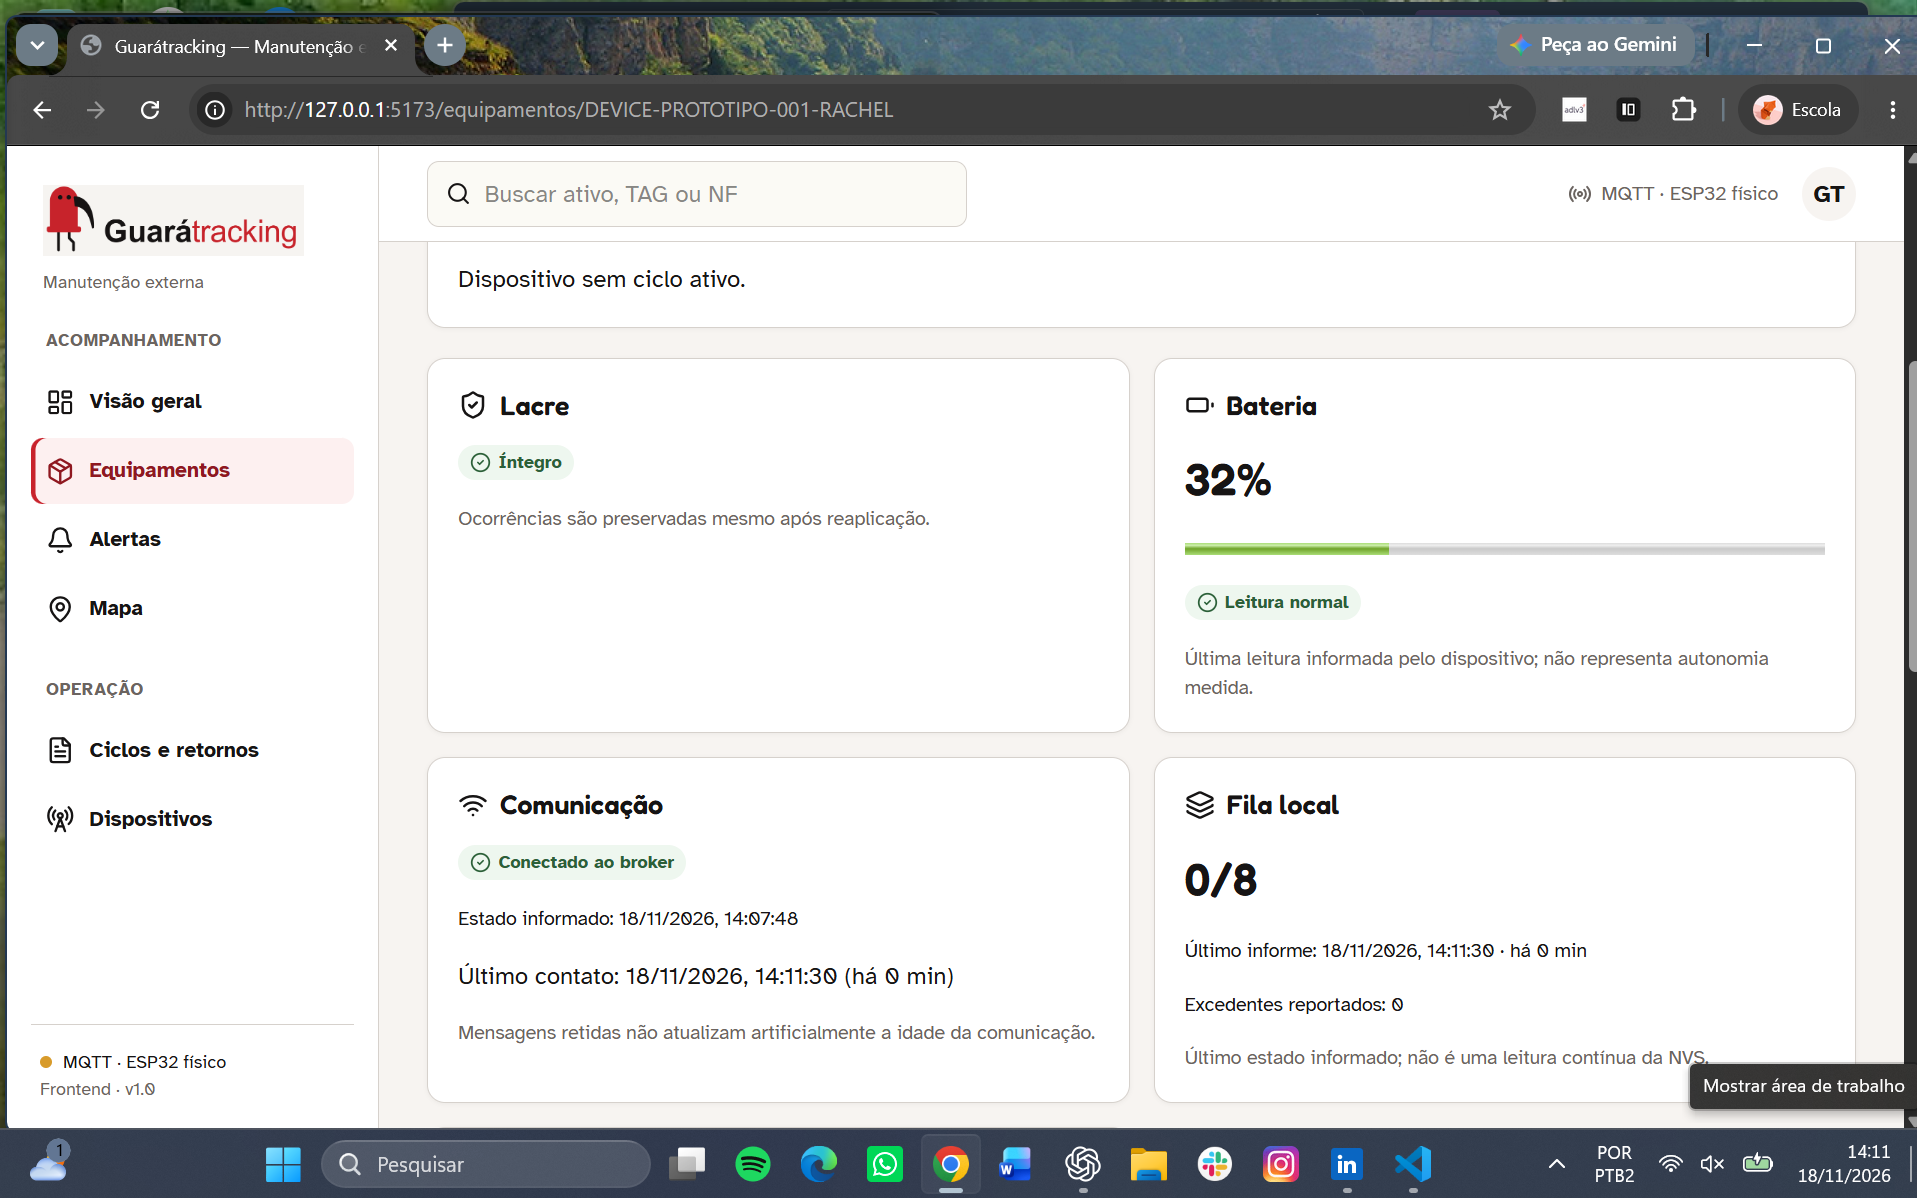 Guarátracking — Manutenção e
Peça ao Gemini
http://127.0.0.1:5173/equipamentos/DEVICE-PROTOTIPO-001-RACHEL
adlv3
Escola
Guarátracking
Manutenção externa
Buscar ativo, TAG ou NF
MQTT · ESP32 físico
GT
ACOMPANHAMENTO
Visão geral
Equipamentos
Alertas
Mapa
OPERAÇÃO
Ciclos e retornos
Dispositivos
MQTT · ESP32 físico
Frontend · v1.0
Dispositivo sem ciclo ativo.
Lacre
Íntegro
Ocorrências são preservadas mesmo após reaplicação.
Bateria
32%
Leitura normal
Última leitura informada pelo dispositivo; não representa autonomia
medida.
Comunicação
Conectado ao broker
Estado informado: 18/11/2026, 14:07:48
Último contato: 18/11/2026, 14:11:30 (há 0 min)
Mensagens retidas não atualizam artificialmente a idade da comunicação.
Fila local
0/8
Último informe: 18/11/2026, 14:11:30 · há 0 min
Excedentes reportados: 0
Último estado informado; não é uma leitura contínua da NVS.
Mostrar área de trabalho
1
Pesquisar
POR
PTB2
14:11
18/11/2026